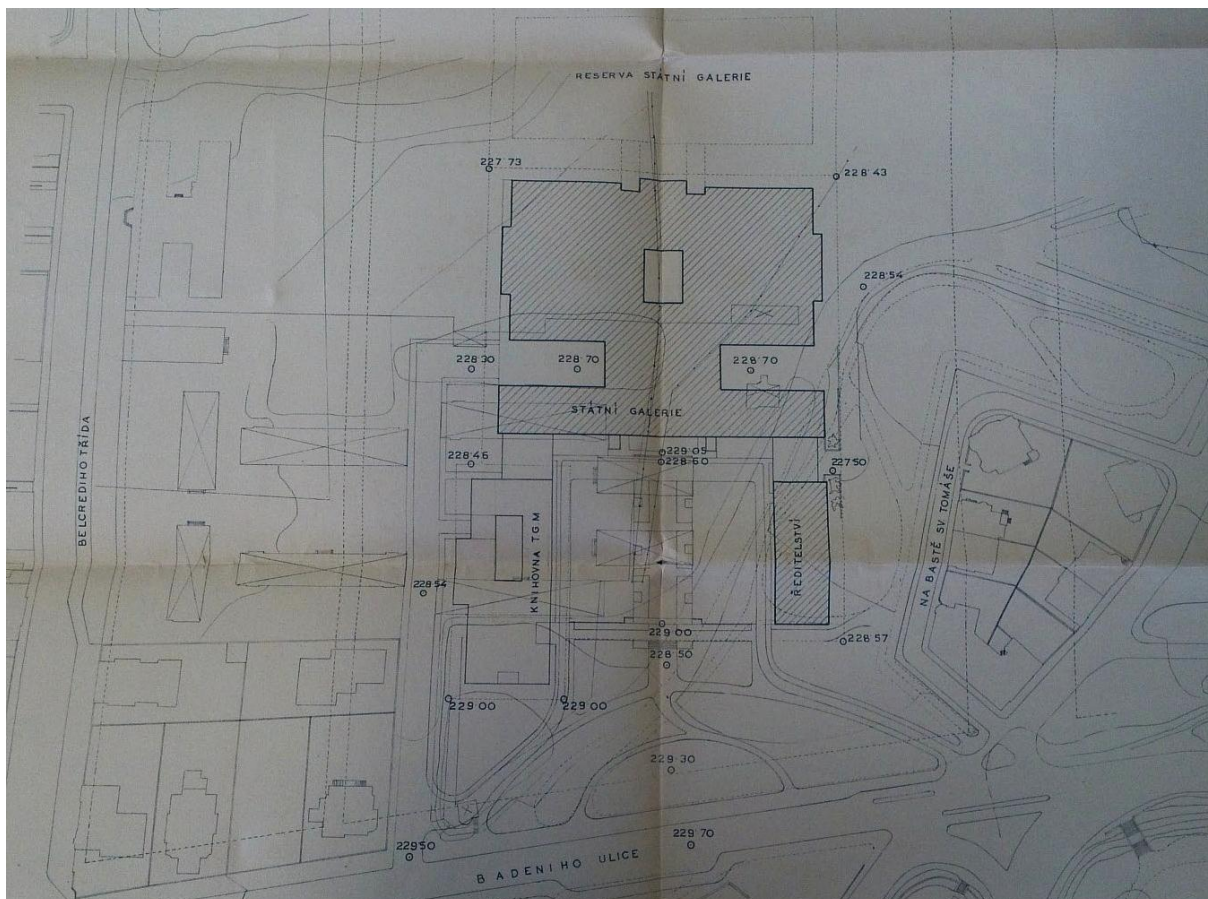 RESERVA STÁTNÍ GALERIE
227 73
228 43
228 54
228 30
228 70
228 70
STÁTNÍ GALERIE
229 05
228 60
228 46
227 50
BELCREDIHO TŘÍDA
KNIHOVNA T.G.M
ŘEDITELSTVÍ
NA BAŠTĚ SV TOMÁŠE
228 54
229 00
228 57
228 50
229 00
229 00
229 30
229 70
229 50
BADENIHO ULICE